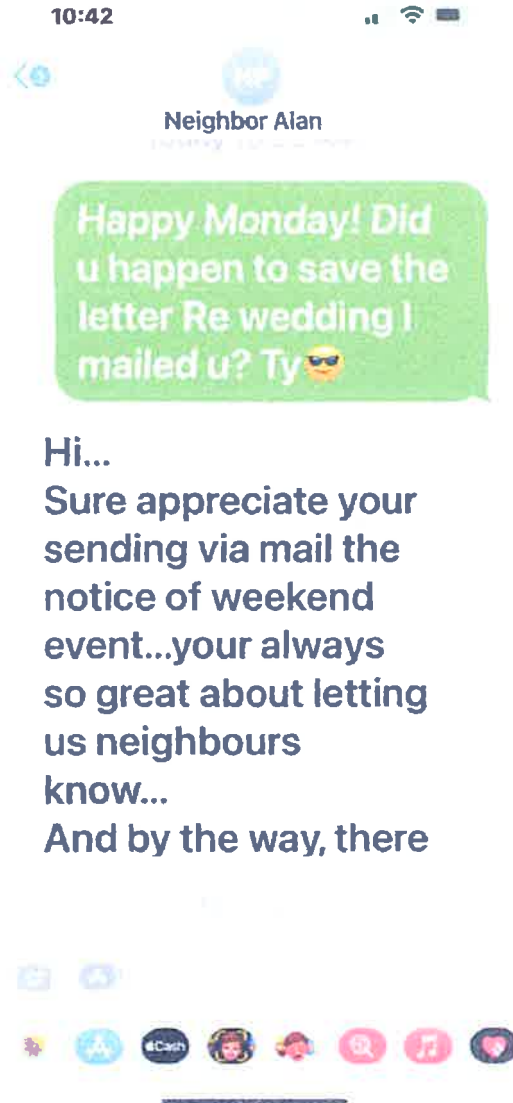 10:42
Neighbor Alan
Happy Monday! Did
u happen to save the
letter Re wedding I
mailed u? Ty😎
Hi...
Sure appreciate your
sending via mail the
notice of weekend
event...your always
so great about letting
us neighbours
know...
And by the way, there
Cash